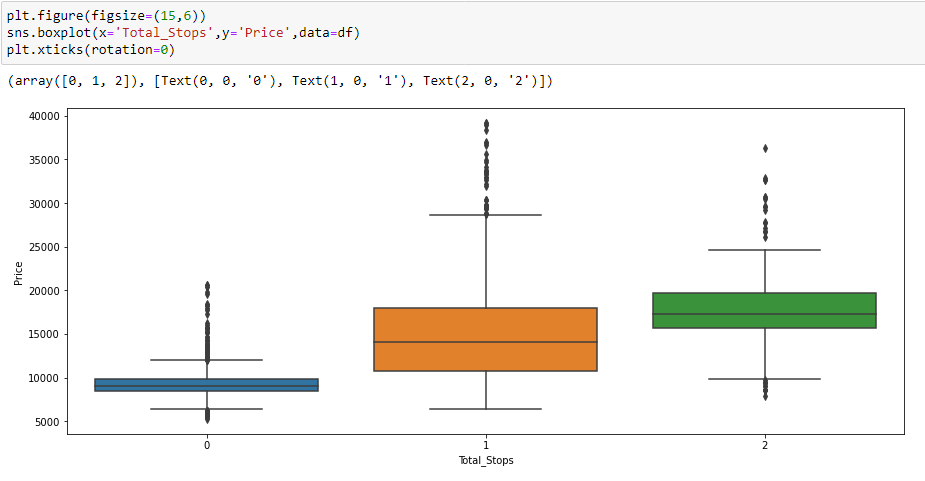 plt.figure(figsize=(15,6))
sns.boxplot(x='Total_Stops',y='Price',data=df)
plt.xticks(rotation=0)
(array([0, 1, 2]), [Text(0, 0, '0'), Text(1, 0, '1'), Text(2, 0, '2')])
40000
35000
30000
25000
20000
15000
10000
5000
Price
0 1 2
Total_Stops